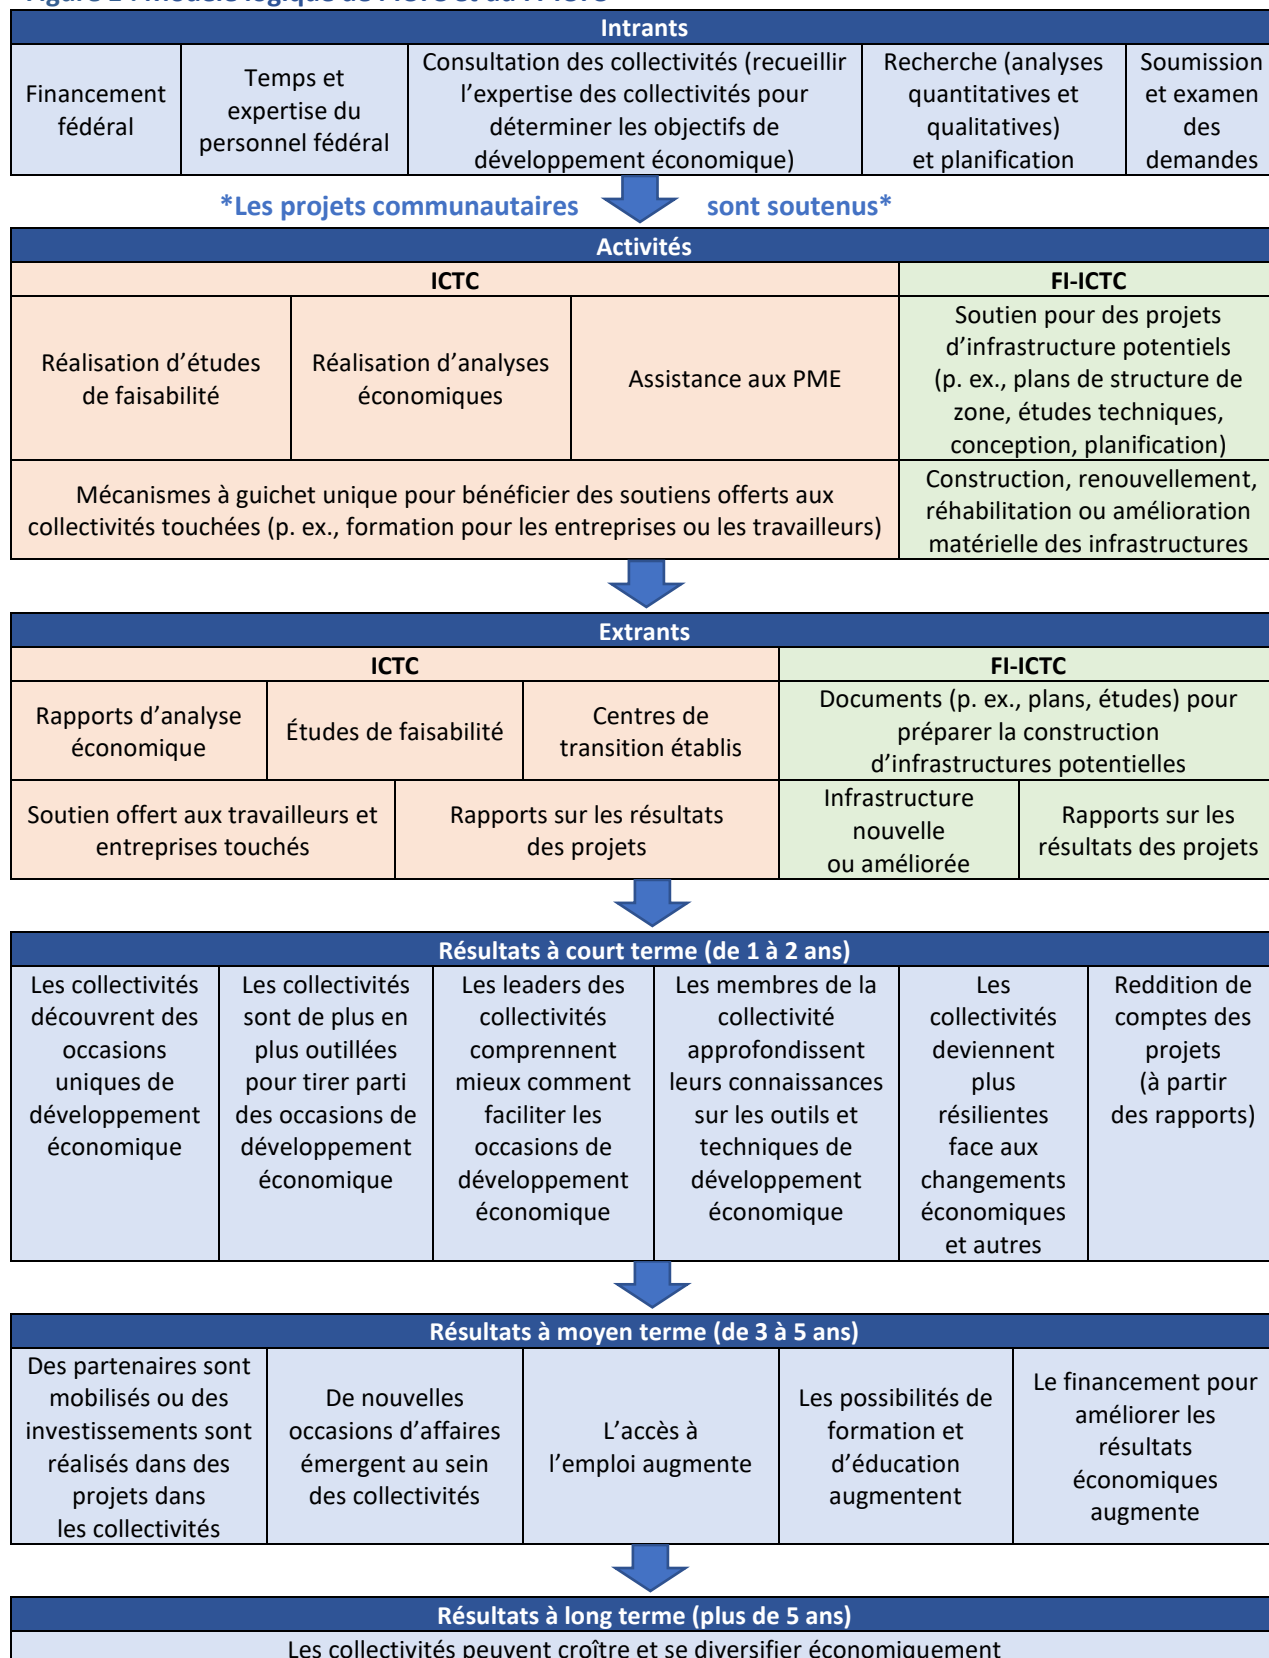 Intrants
Financement
fédéral
Temps et
expertise du
personnel fédéral
Consultation des collectivités (recueillir
l'expertise des collectivités pour
déterminer les objectifs de
développement économique)
Recherche (analyses
quantitatives et
qualitatives)
et planification
Soumission
et examen
des
demandes
*Les projets communautaires sont soutenus*
Activités
ICTC
FI-ICTC
Réalisation d'études
de faisabilité
Réalisation d'analyses
économiques
Assistance aux PME
Soutien pour des projets
d'infrastructure potentiels
(p. ex., plans de structure de
zone, études techniques,
conception, planification)
Mécanismes à guichet unique pour bénéficier des soutiens offerts aux
collectivités touchées (p. ex., formation pour les entreprises ou les travailleurs)
Construction, renouvellement,
réhabilitation ou amélioration
matérielle des infrastructures
Extrants
ICTC
FI-ICTC
Rapports d'analyse
économique
Études de faisabilité
Centres de
transition établis
Documents (p. ex., plans, études) pour
préparer la construction
d'infrastructures potentielles
Soutien offert aux travailleurs et
entreprises touchés
Rapports sur les résultats
des projets
Infrastructure
nouvelle
ou améliorée
Rapports sur les
résultats des projets
Résultats à court terme (de 1 à 2 ans)
Les collectivités
découvrent des
occasions
uniques de
développement
économique
Les collectivités
sont de plus en
plus outillées
pour tirer parti
des occasions de
développement
économique
Les leaders des
collectivités
comprennent
mieux comment
faciliter les
occasions de
développement
économique
Les membres de la
collectivité
approfondissent
leurs connaissances
sur les outils et
techniques de
développement
économique
Les
collectivités
deviennent
plus
résilientes
face aux
changements
économiques
et autres
Reddition de
comptes des
projets
(à partir
des rapports)
Résultats à moyen terme (de 3 à 5 ans)
Des partenaires sont
mobilisés ou des
investissements sont
réalisés dans des
projets dans
les collectivités
De nouvelles
occasions d'affaires
émergent au sein
des collectivités
L'accès à
l'emploi augmente
Les possibilités de
formation et
d'éducation
augmentent
Le financement pour
améliorer les
résultats
économiques
augmente
Résultats à long terme (plus de 5 ans)
Les collectivités peuvent croître et se diversifier économiquement